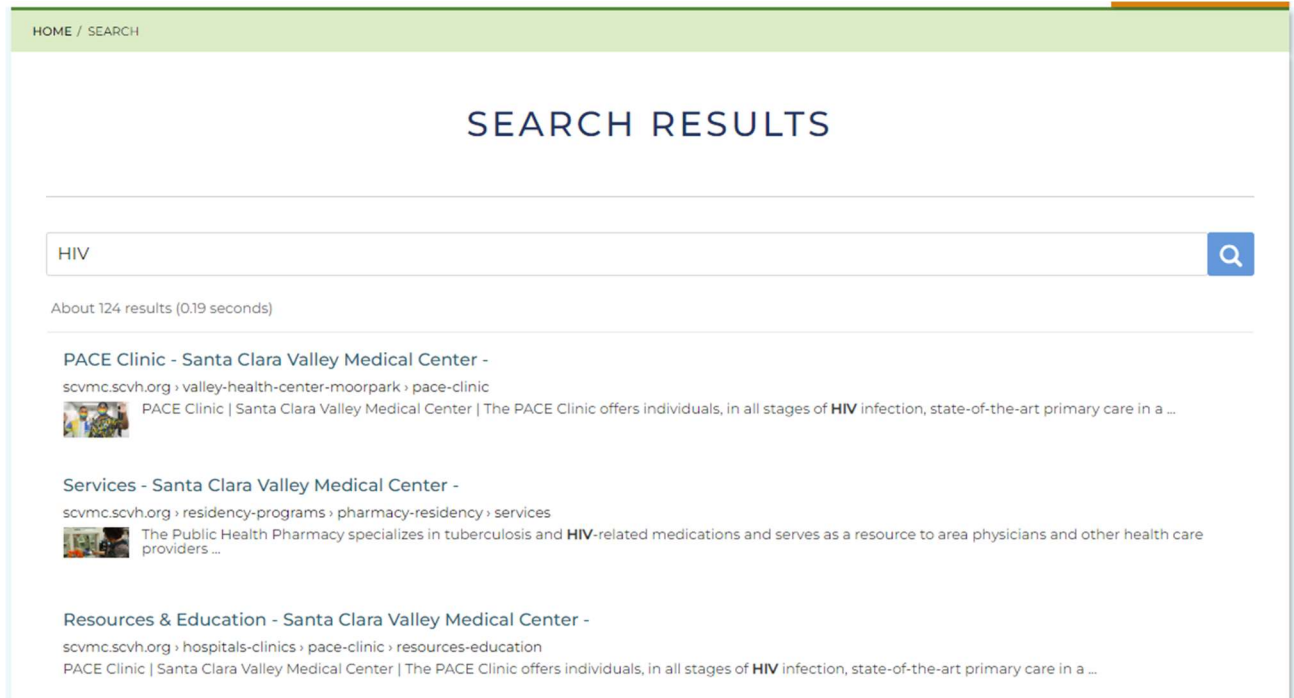 HOME / SEARCH
SEARCH RESULTS
HIV
About 124 results (0.19 seconds)
PACE Clinic - Santa Clara Valley Medical Center -
scvmc.scvh.org › valley-health-center-moorpark › pace-clinic
PACE Clinic | Santa Clara Valley Medical Center | The PACE Clinic offers individuals, in all stages of HIV infection, state-of-the-art primary care in a ...
Services - Santa Clara Valley Medical Center -
scvmc.scvh.org › residency-programs › pharmacy-residency › services
The Public Health Pharmacy specializes in tuberculosis and HIV-related medications and serves as a resource to area physicians and other health care
providers ...
Resources & Education - Santa Clara Valley Medical Center -
scvmc.scvh.org › hospitals-clinics › pace-clinic › resources-education
PACE Clinic | Santa Clara Valley Medical Center | The PACE Clinic offers individuals, in all stages of HIV infection, state-of-the-art primary care in a ...